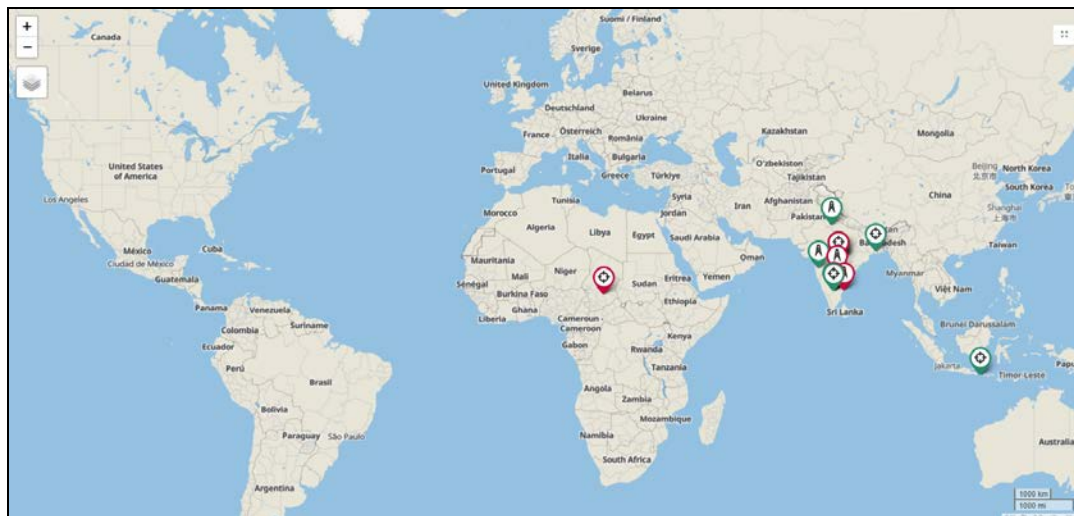 +
Suomi / Finland
Canada
Sverige
−
United Kingdom
Belarus
Deutschland
Ukraine
France
Österreich
România
Kazakhstan
Mongolia
United States
of America
Italia
Bulgaria
O'zbekiston
Beijing
北京市
North Korea
Portugal
Greece
Türkiye
Tajikistan
South Korea
Los Angeles
Tunisia
Syria
Iran
Afghanistan
China
Shanghai
上海市
Morocco
Jordan
Pakistan
Algeria
Libya
Egypt
Saudi Arabia
Bangladesh
México
Cuba
Oman
Taiwan
Ciudad de México
Mauritania
Mali
Niger
Eritrea
Yemen
Myanmar
Guatemala
Sénégal
Sudan
Việt Nam
Burkina Faso
Ethiopia
Panama
Venezuela
Liberia
Ghana
Cameroun -
Cameroon
Sri Lanka
Colombia
Suriname
Brunei Darussalam
Ecuador
Gabon
Kenya
Rwanda
Perú
Tanzania
Jakarta
Timor-Leste
Papu
Brasil
Angola
Zambia
Bolivia
Mozambique
Paraguay
São Paulo
Namibia
Australia
South Africa
Argentina
1000 km
1000 mi